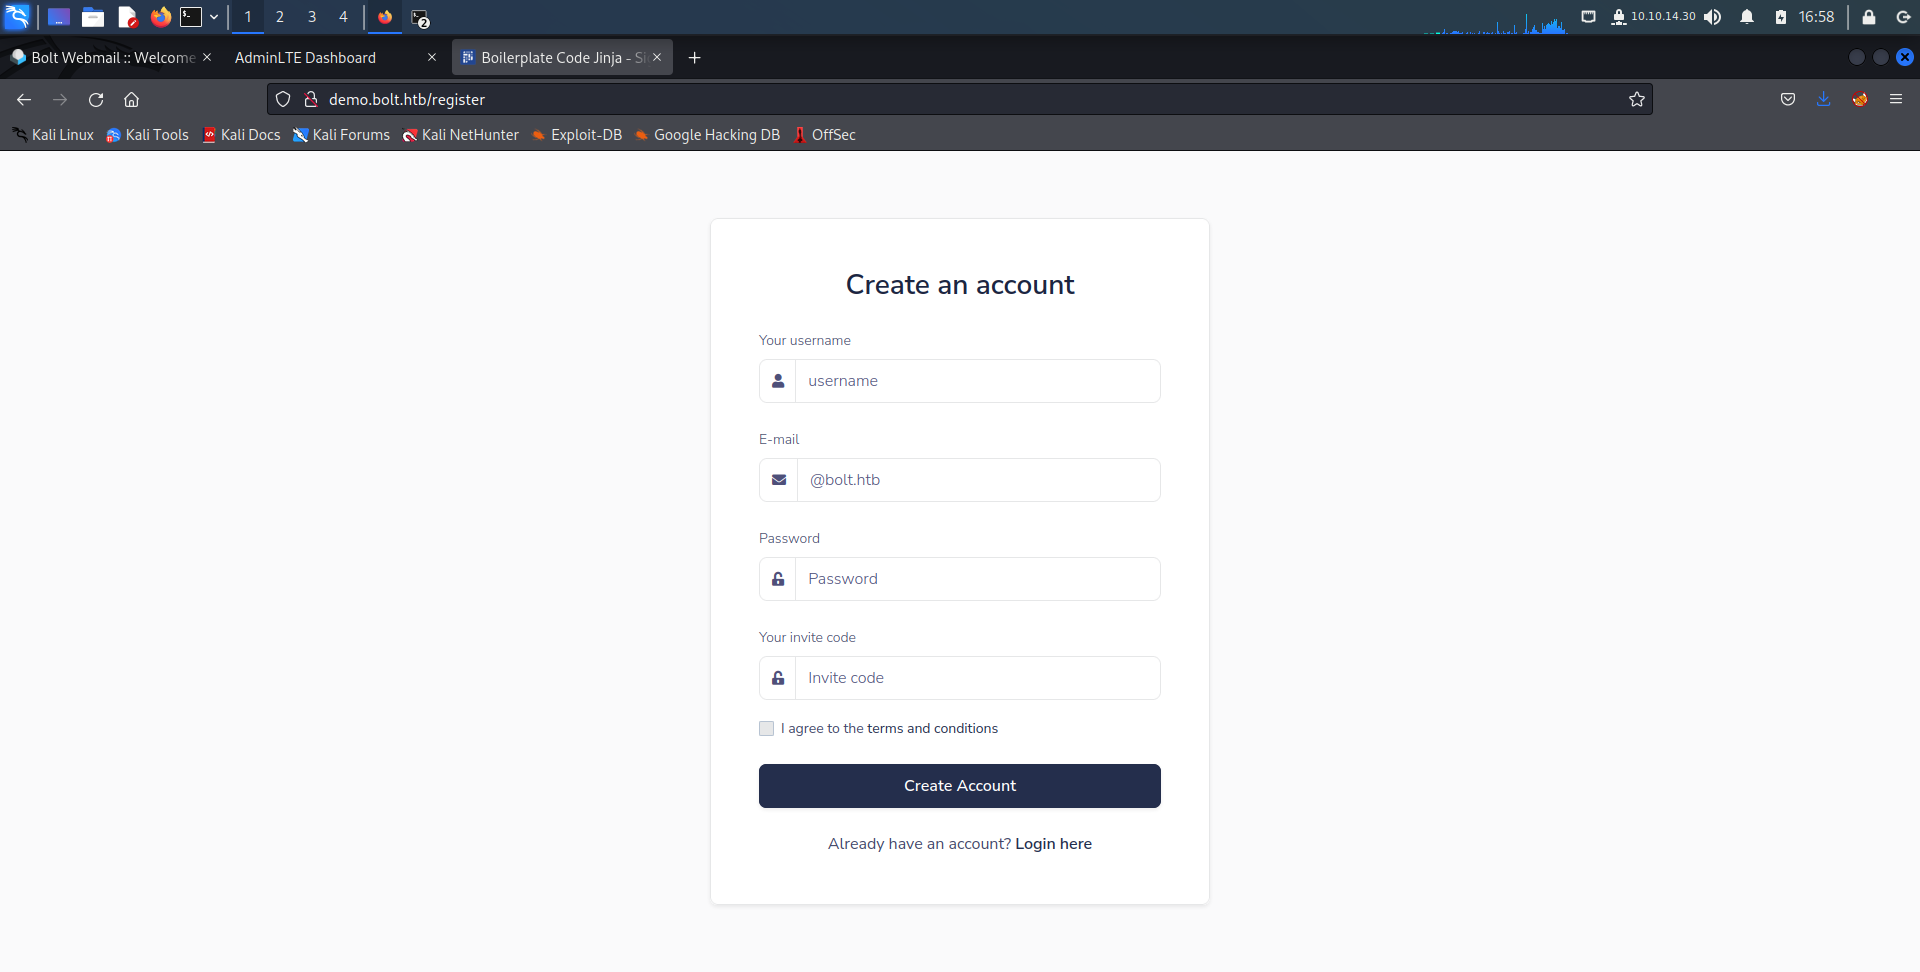 1 2 3 4 2 10.10.14.30 16:58
Bolt Webmail :: Welcome AdminLTE Dashboard Boilerplate Code Jinja - Si
demo.bolt.htb/register
Kali Linux Kali Tools Kali Docs Kali Forums Kali NetHunter Exploit-DB Google Hacking DB OffSec
Create an account
Your username
username
E-mail
@bolt.htb
Password
Password
Your invite code
Invite code
I agree to the terms and conditions
Create Account
Already have an account? Login here